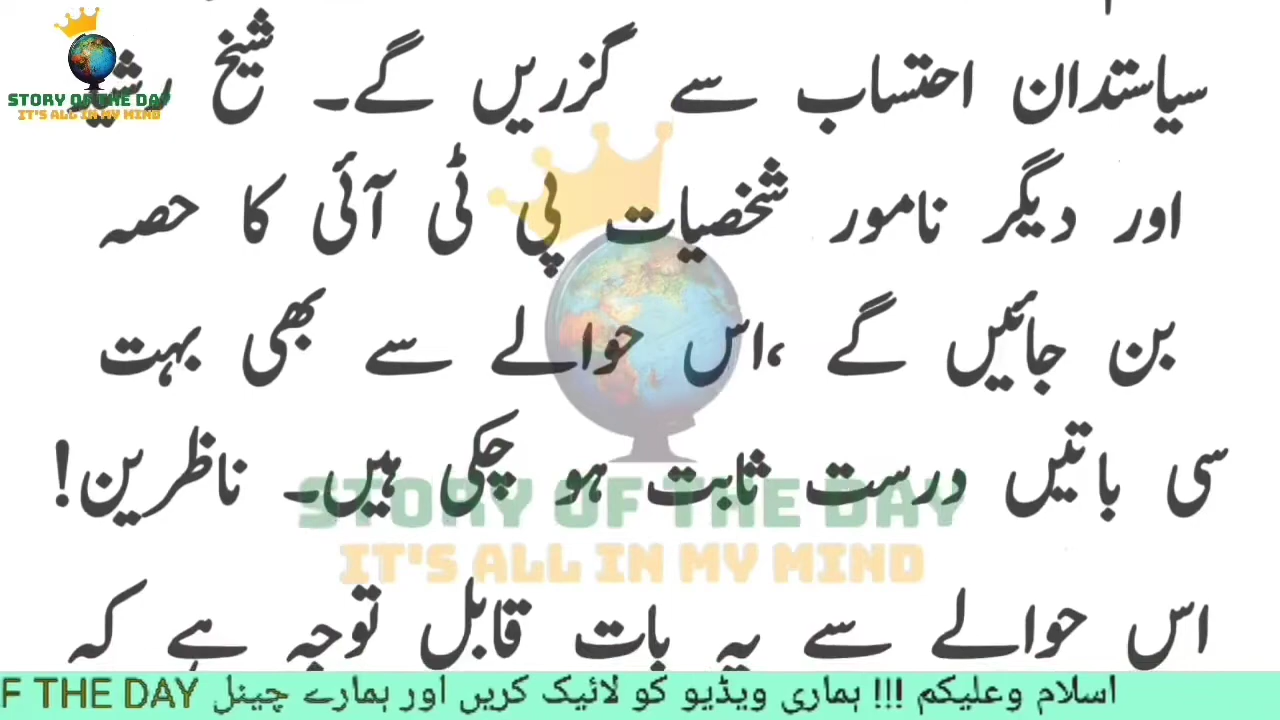 سیاستدان احتساب سے گزریں گے۔ شیخ رشید
اور دیگر نامور شخصیات پی ٹی آئی کا حصہ
بن جائیں گے ،اس حوالے سے بھی بہت
سی باتیں درست ثابت ہو چکی ہیں۔ ناظرین!
اس حوالے سے یہ بات قابل توجہ ہے کہ
STORY OF THE DAY
IT'S ALL IN MY MIND
STORY OF THE DAY
IT'S ALL IN MY MIND
اسلام وعلیکم !!! ہماری ویڈیو کو لائیک کریں اور ہمارے چینل F THE DAY